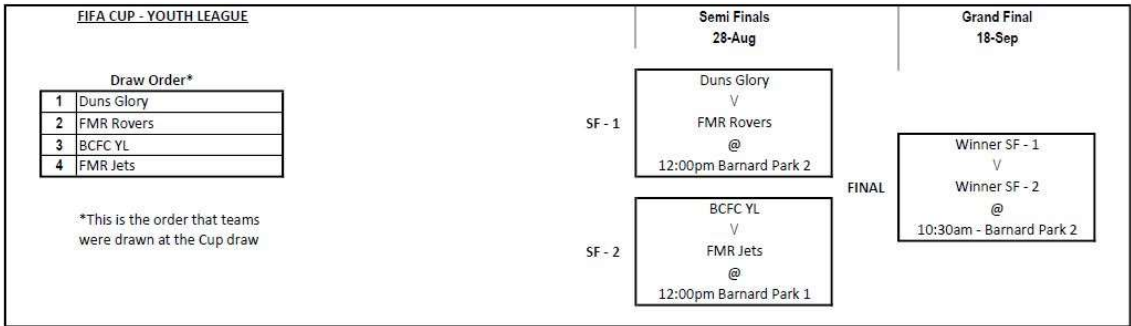 FIFA CUP - YOUTH LEAGUE
Semi Finals
28-Aug
Grand Final
18-Sep
Draw Order*
1 Duns Glory
2 FMR Rovers
3 BCFC YL
4 FMR Jets
*This is the order that teams
were drawn at the Cup draw
SF - 1
Duns Glory
V
FMR Rovers
@
12:00pm Barnard Park 2
SF - 2
BCFC YL
V
FMR Jets
@
12:00pm Barnard Park 1
FINAL
Winner SF - 1
V
Winner SF - 2
@
10:30am - Barnard Park 2